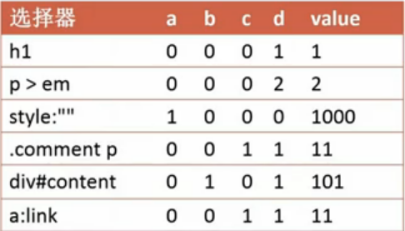 选择器 a b c d value
h1 0 0 0 1 1
p > em 0 0 0 2 2
style:"" 1 0 0 0 1000
.comment p 0 0 1 1 11
div#content 0 1 0 1 101
a:link 0 0 1 1 11